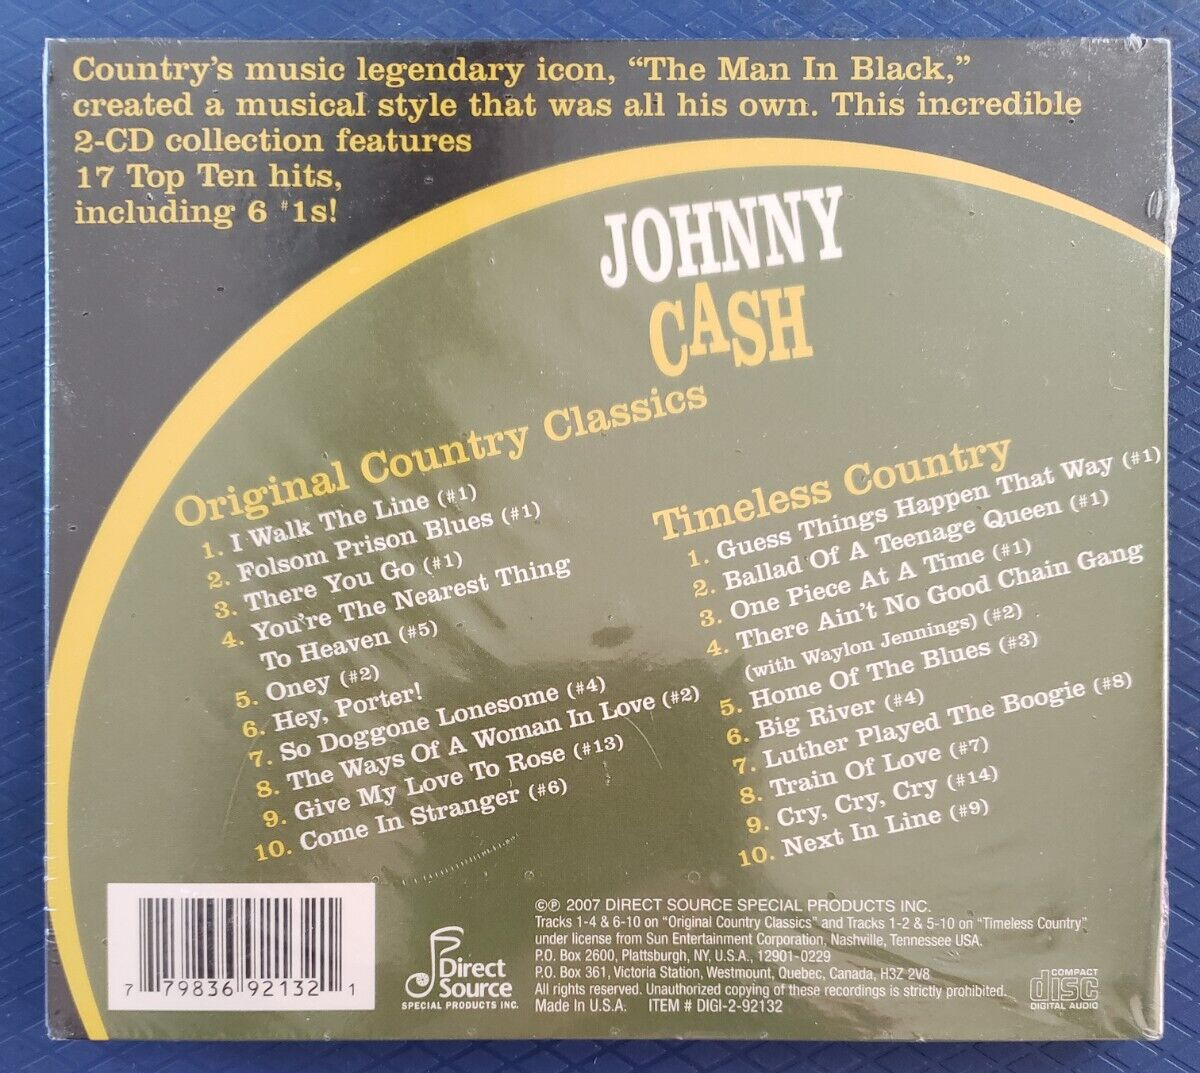 Country's music legendary icon, "The Man In Black,"
created a musical style that was all his own. This incredible
2-CD collection features
17 Top Ten hits,
including 6 #1s!
JOHNNY
CASH
Original Country Classics
1. I Walk The Line (#1)
2. Folsom Prison Blues (#1)
3. There You Go (#1)
4. You're The Nearest Thing
To Heaven (#5)
5. Oney (#2)
6. Hey, Porter!
7. So Doggone Lonesome (#4)
8. The Ways Of A Woman In Love (#2)
9. Give My Love To Rose (#13)
10. Come In Stranger (#6)
Timeless Country
1. Guess Things Happen That Way (#1)
2. Ballad Of A Teenage Queen (#1)
3. One Piece At A Time (#1)
4. There Ain't No Good Chain Gang
(with Waylon Jennings) (#2)
5. Home Of The Blues (#3)
6. Big River (#4)
7. Luther Played The Boogie (#8)
8. Train Of Love (#7)
9. Cry, Cry, Cry (#14)
10. Next In Line (#9)
7 79836 92132 1
Direct
Source
SPECIAL PRODUCTS INC.
©℗ 2007 DIRECT SOURCE SPECIAL PRODUCTS INC.
Tracks 1-4 & 6-10 on "Original Country Classics" and Tracks 1-2 & 5-10 on "Timeless Country"
under license from Sun Entertainment Corporation, Nashville, Tennessee USA.
P.O. Box 2600, Plattsburgh, NY, U.S.A., 12901-0229
P.O. Box 361, Victoria Station, Westmount, Quebec, Canada, H3Z 2V8
All rights reserved. Unauthorized copying of these recordings is strictly prohibited.
Made in U.S.A. ITEM # DIGI-2-92132
COMPACT
disc
DIGITAL AUDIO